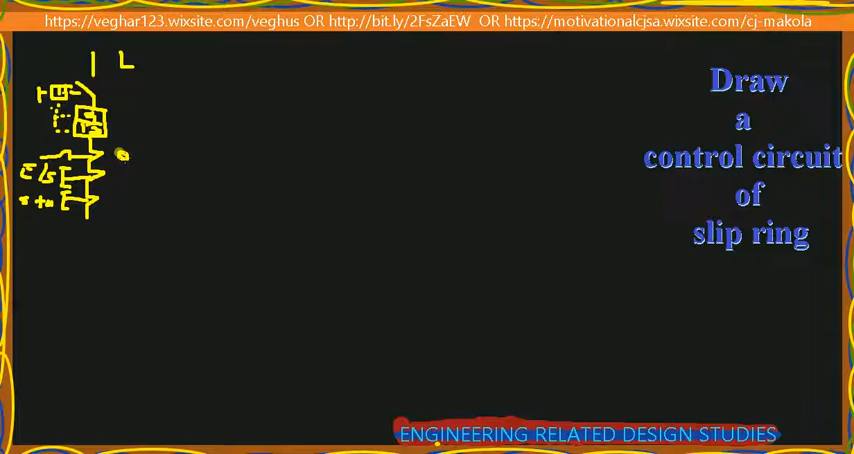 https://veghar123.wixsite.com/veghus OR http://bit.ly/2FsZaEW OR https://motivationalcjsa.wixsite.com/cj-makola
L
Draw
a
control circuit
of
slip ring
ENGINEERING RELATED DESIGN STUDIES